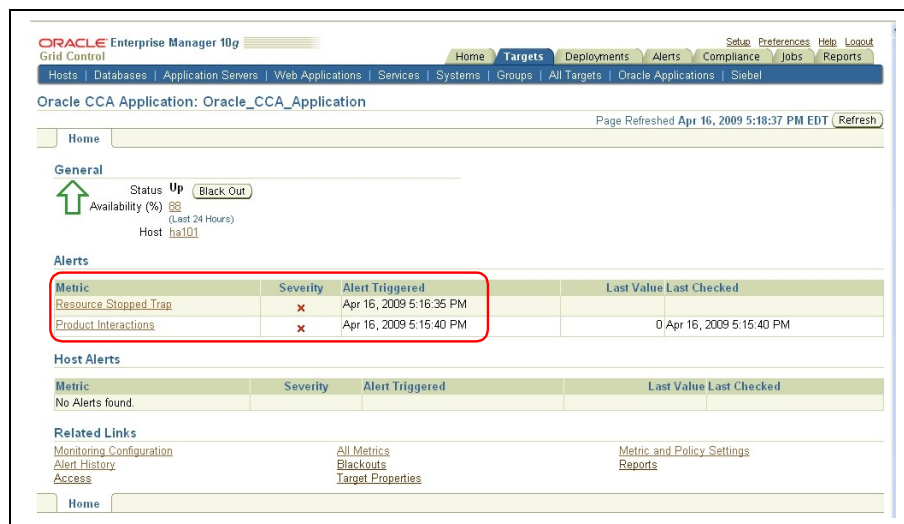 ORACLE Enterprise Manager 10g
Grid Control
Setup Preferences Help Logout
Home Targets Deployments Alerts Compliance Jobs Reports
Hosts | Databases | Application Servers | Web Applications | Services | Systems | Groups | All Targets | Oracle Applications | Siebel
Oracle CCA Application: Oracle_CCA_Application
Page Refreshed Apr 16, 2009 5:18:37 PM EDT Refresh
Home
General
Status Up Black Out
Availability (%) 88
(Last 24 Hours)
Host ha101
Alerts
Metric Severity Alert Triggered Last Value Last Checked
Resource Stopped Trap x Apr 16, 2009 5:16:35 PM
Product Interactions x Apr 16, 2009 5:15:40 PM 0 Apr 16, 2009 5:15:40 PM
Host Alerts
Metric Severity Alert Triggered Last Value Last Checked
No Alerts found.
Related Links
Monitoring Configuration All Metrics Metric and Policy Settings
Alert History Blackouts Reports
Access Target Properties
Home